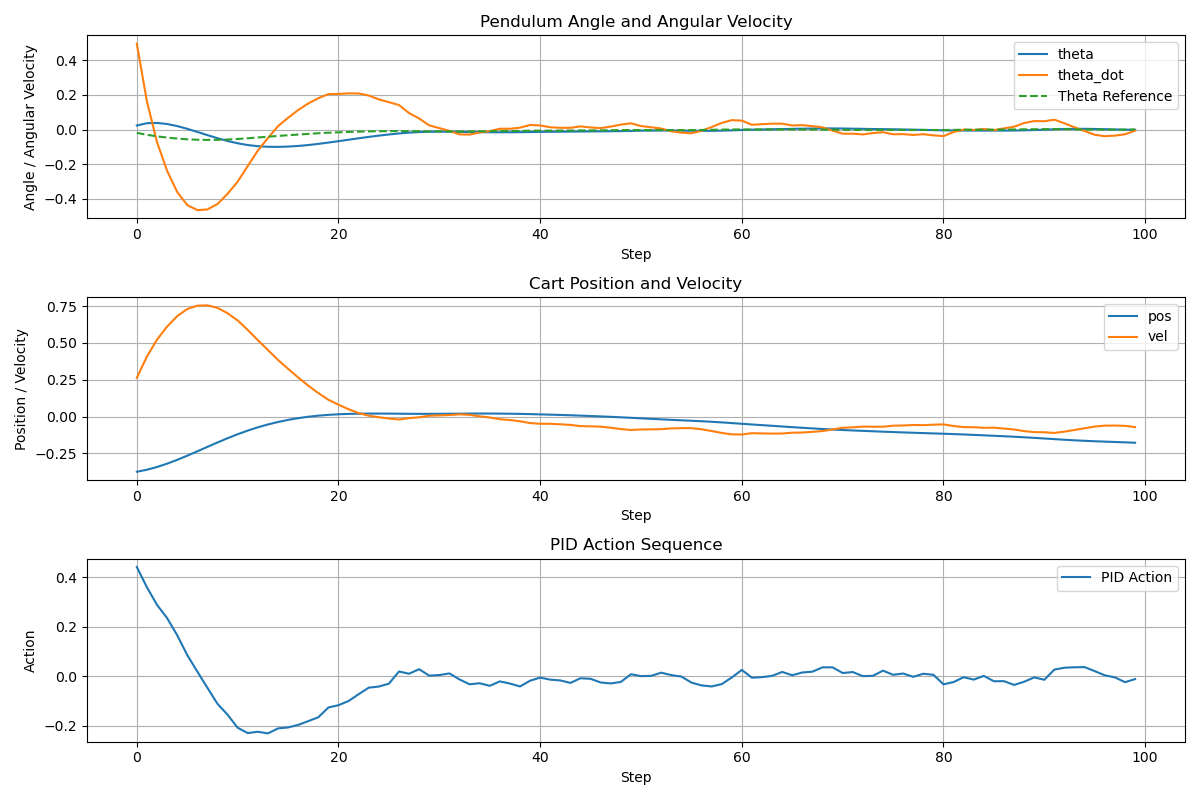 Pendulum Angle and Angular Velocity
Angle / Angular Velocity
0.4
0.2
0.0
−0.2
−0.4
theta
theta_dot
Theta Reference
0 20 40 60 80 100
Step
Cart Position and Velocity
Position / Velocity
0.75
0.50
0.25
0.00
−0.25
pos
vel
0 20 40 60 80 100
Step
PID Action Sequence
Action
0.4
0.2
0.0
−0.2
PID Action
0 20 40 60 80 100
Step